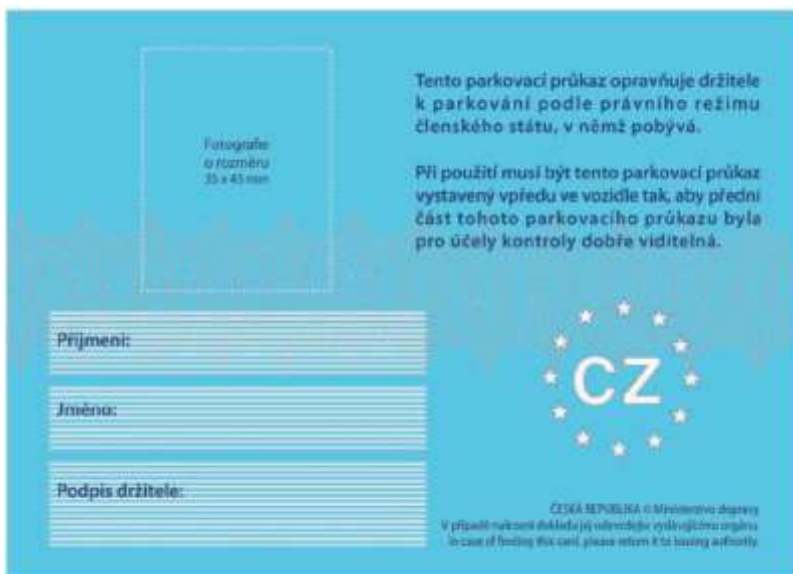 Fotografie
o rozměru
35 x 45 mm
Tento parkovací průkaz opravňuje držitele
k parkování podle právního režimu
členského státu, v němž pobývá.
Při použití musí být tento parkovací průkaz
vystavený vpředu ve vozidle tak, aby přední
část tohoto parkovacího průkazu byla
pro účely kontroly dobře viditelná.
Příjmení:
Jméno:
Podpis držitele:
CZ
ČESKÁ REPUBLIKA © Ministerstvo dopravy
V případě nalezení dokladu jej odevzdejte vydávajícímu orgánu.
In case of finding this card, please return it to issuing authority.